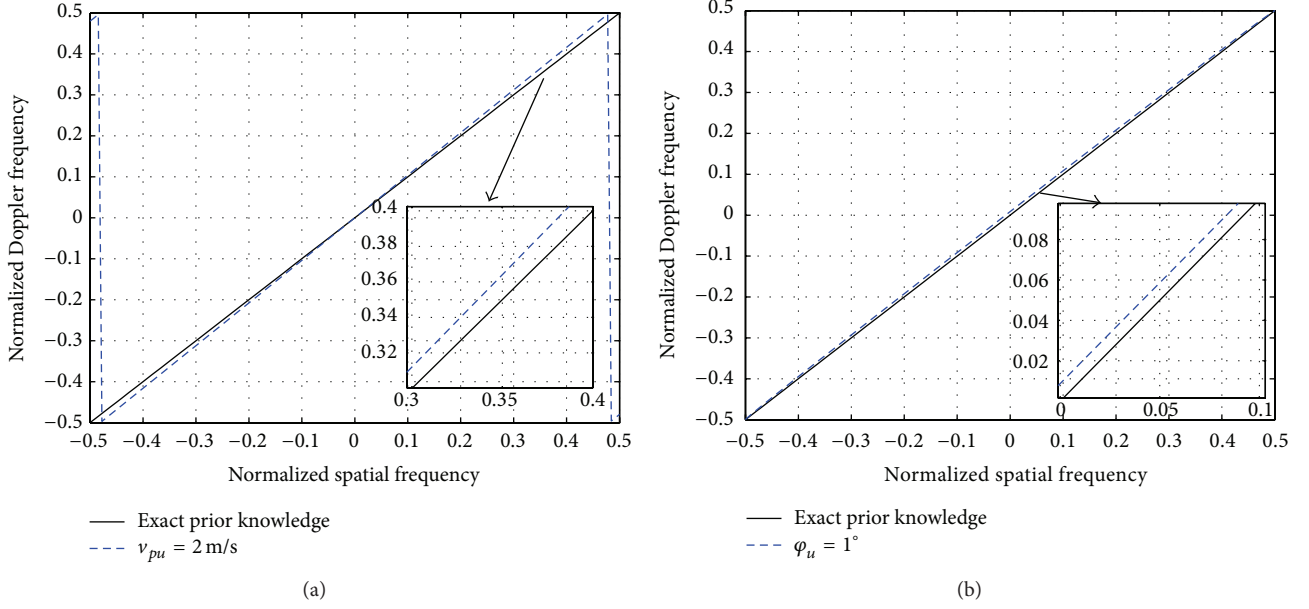 0.5
0.4
0.3
0.2
0.1
0
−0.1
−0.2
−0.3
−0.4
−0.5
Normalized Doppler frequency
−0.5 −0.4 −0.3 −0.2 −0.1 0 0.1 0.2 0.3 0.4 0.5
Normalized spatial frequency
0.4
0.38
0.36
0.34
0.32
0.3 0.35 0.4
Exact prior knowledge
v_pu = 2 m/s
(a)
0.5
0.4
0.3
0.2
0.1
0
−0.1
−0.2
−0.3
−0.4
−0.5
Normalized Doppler frequency
−0.5 −0.4 −0.3 −0.2 −0.1 0 0.1 0.2 0.3 0.4 0.5
Normalized spatial frequency
0.08
0.06
0.04
0.02
0 0.05 0.1
Exact prior knowledge
φ_u = 1°
(b)